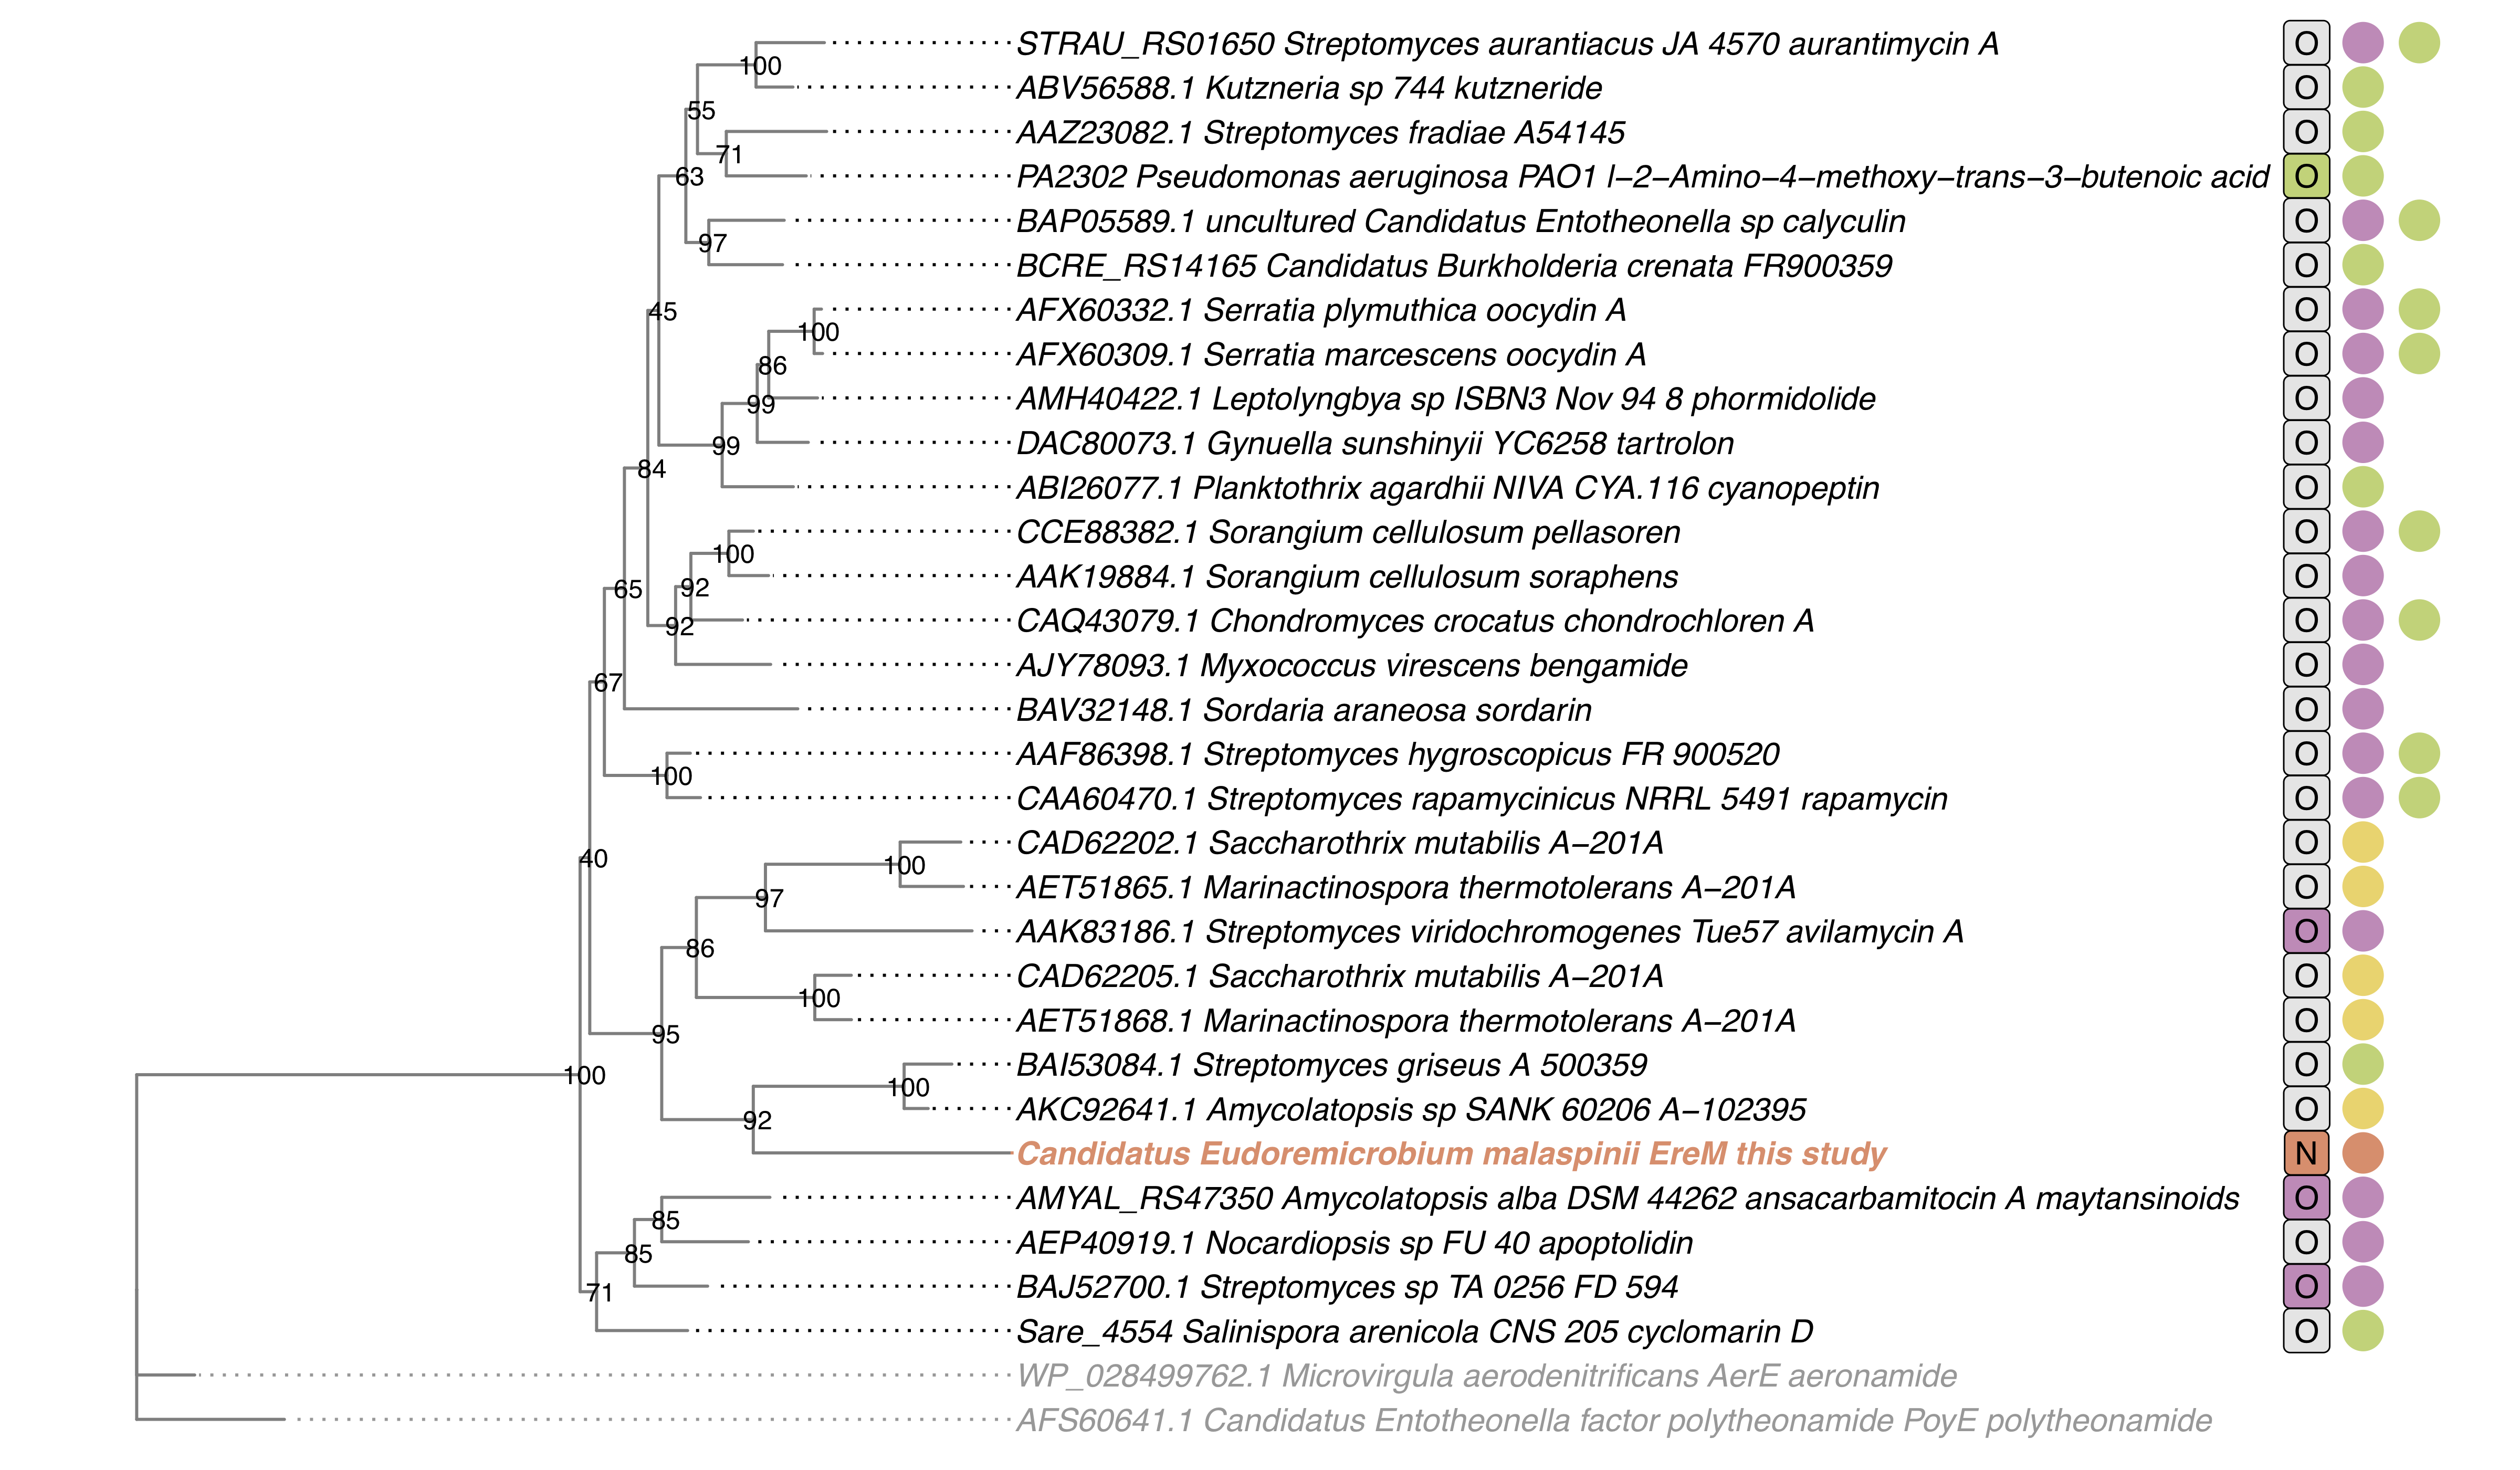 STRAU_RS01650 Streptomyces aurantiacus JA 4570 aurantimycin A O
100
ABV56588.1 Kutzneria sp 744 kutzneride O
55
AAZ23082.1 Streptomyces fradiae A54145 O
71
PA2302 Pseudomonas aeruginosa PAO1 l−2−Amino−4−methoxy−trans−3−butenoic acid O
63
BAP05589.1 uncultured Candidatus Entotheonella sp calyculin O
97
BCRE_RS14165 Candidatus Burkholderia crenata FR900359 O
45
AFX60332.1 Serratia plymuthica oocydin A O
100
AFX60309.1 Serratia marcescens oocydin A O
86
AMH40422.1 Leptolyngbya sp ISBN3 Nov 94 8 phormidolide O
99
DAC80073.1 Gynuella sunshinyii YC6258 tartrolon O
99
84
ABI26077.1 Planktothrix agardhii NIVA CYA.116 cyanopeptin O
CCE88382.1 Sorangium cellulosum pellasoren O
100
AAK19884.1 Sorangium cellulosum soraphens O
92
65
CAQ43079.1 Chondromyces crocatus chondrochloren A O
92
AJY78093.1 Myxococcus virescens bengamide O
67
BAV32148.1 Sordaria araneosa sordarin O
AAF86398.1 Streptomyces hygroscopicus FR 900520 O
100
CAA60470.1 Streptomyces rapamycinicus NRRL 5491 rapamycin O
CAD62202.1 Saccharothrix mutabilis A−201A O
40
100
AET51865.1 Marinactinospora thermotolerans A−201A O
97
AAK83186.1 Streptomyces viridochromogenes Tue57 avilamycin A O
86
CAD62205.1 Saccharothrix mutabilis A−201A O
100
AET51868.1 Marinactinospora thermotolerans A−201A O
95
BAI53084.1 Streptomyces griseus A 500359 O
100
100
AKC92641.1 Amycolatopsis sp SANK 60206 A−102395 O
92
Candidatus Eudoremicrobium malaspinii EreM this study N
AMYAL_RS47350 Amycolatopsis alba DSM 44262 ansacarbamitocin A maytansinoids O
85
AEP40919.1 Nocardiopsis sp FU 40 apoptolidin O
85
BAJ52700.1 Streptomyces sp TA 0256 FD 594 O
71
Sare_4554 Salinispora arenicola CNS 205 cyclomarin D O
WP_028499762.1 Microvirgula aerodenitrificans AerE aeronamide
AFS60641.1 Candidatus Entotheonella factor polytheonamide PoyE polytheonamide